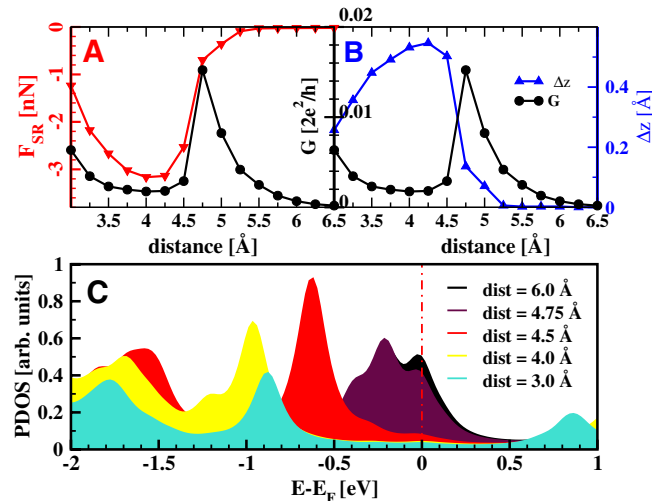 0.02
A
B
0
-1
-2
-3
F_SR [nN]
G [2e²/h]
0.01
0
Δz
G
0.4
0.2
0
Δz [Å]
3.5 4 4.5 5 5.5 6 6.5
3.5 4 4.5 5 5.5 6 6.5
distance [Å]
distance [Å]
C
PDOS [arb. units]
1
0.8
0.6
0.4
0.2
0
dist = 6.0 Å
dist = 4.75 Å
dist = 4.5 Å
dist = 4.0 Å
dist = 3.0 Å
-2 -1.5 -1 -0.5 0 0.5 1
E-E_F [eV]